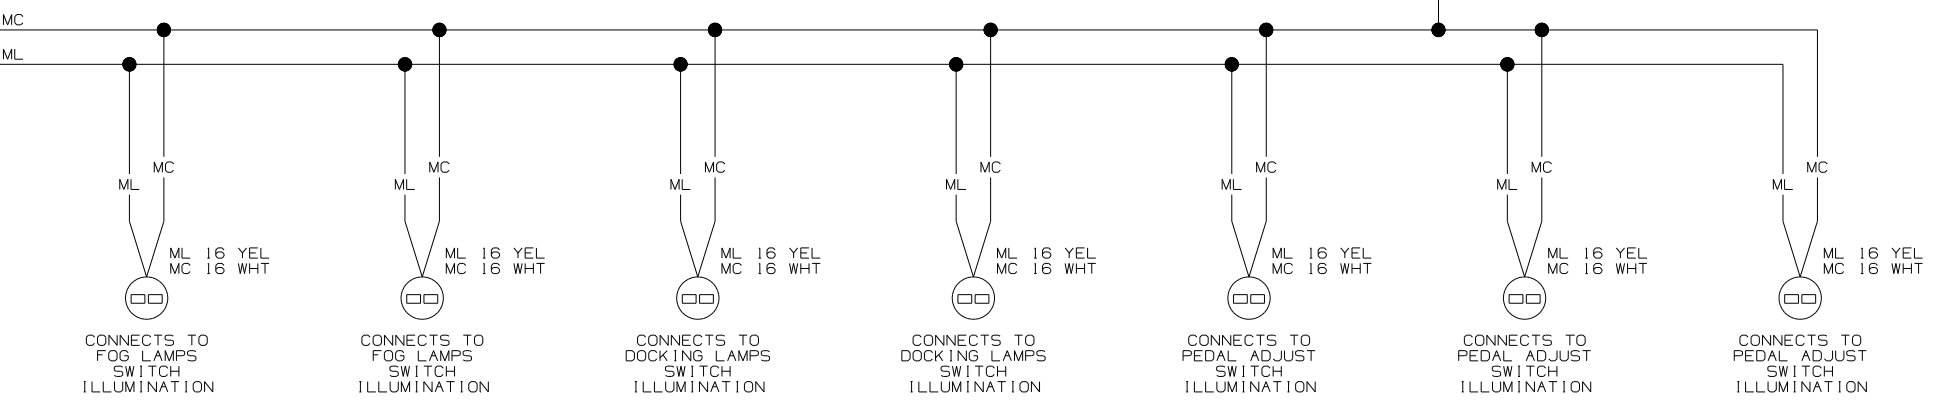 MC
ML
MC MC MC MC MC MC MC
ML ML ML ML ML ML ML
ML 16 YEL
MC 16 WHT
CONNECTS TO
FOG LAMPS
SWITCH
ILLUMINATION
ML 16 YEL
MC 16 WHT
CONNECTS TO
FOG LAMPS
SWITCH
ILLUMINATION
ML 16 YEL
MC 16 WHT
CONNECTS TO
DOCKING LAMPS
SWITCH
ILLUMINATION
ML 16 YEL
MC 16 WHT
CONNECTS TO
DOCKING LAMPS
SWITCH
ILLUMINATION
ML 16 YEL
MC 16 WHT
CONNECTS TO
PEDAL ADJUST
SWITCH
ILLUMINATION
ML 16 YEL
MC 16 WHT
CONNECTS TO
PEDAL ADJUST
SWITCH
ILLUMINATION
ML 16 YEL
MC 16 WHT
CONNECTS TO
PEDAL ADJUST
SWITCH
ILLUMINATION